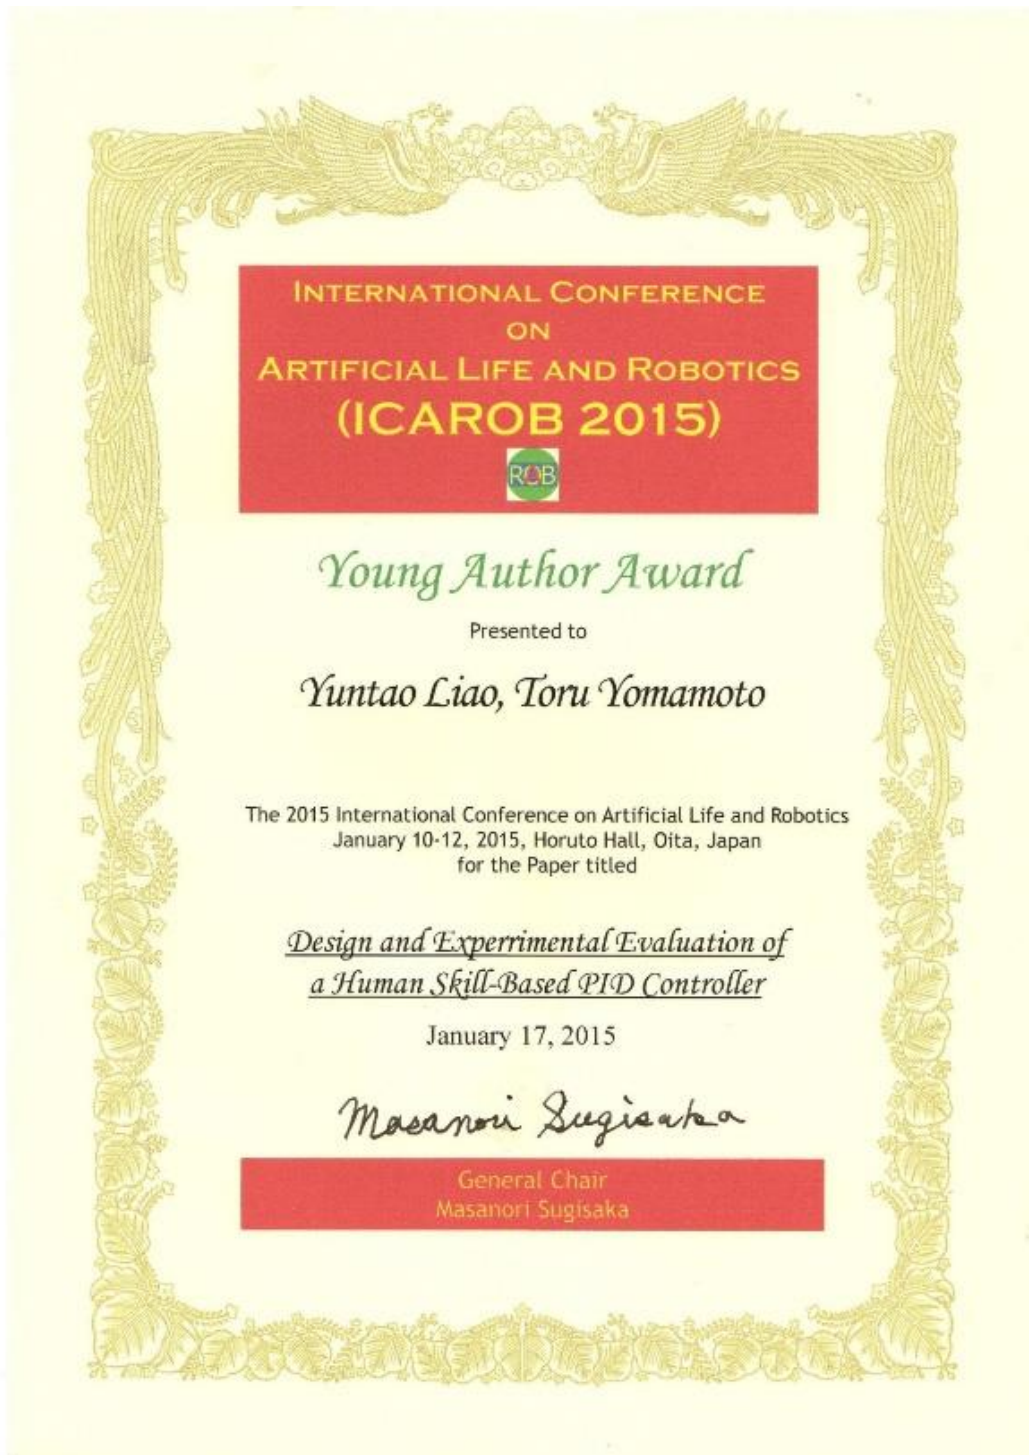 INTERNATIONAL CONFERENCE
ON
ARTIFICIAL LIFE AND ROBOTICS
(ICAROB 2015)
ROB
Young Author Award
Presented to
Yuntao Liao, Toru Yomamoto
The 2015 International Conference on Artificial Life and Robotics
January 10-12, 2015, Horuto Hall, Oita, Japan
for the Paper titled
Design and Experrimental Evaluation of
a Human Skill-Based PID Controller
January 17, 2015
Masanori Sugisaka
General Chair
Masanori Sugisaka